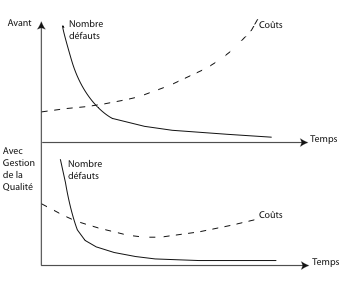 Avant
Nombre
défauts
Coûts
Temps
Avec
Gestion
de la
Qualité
Nombre
défauts
Coûts
Temps